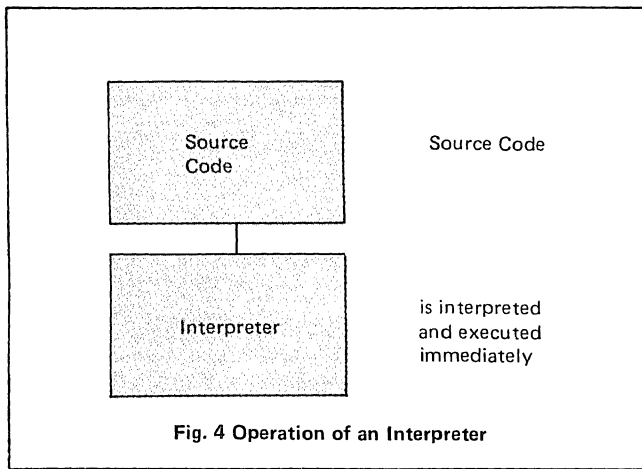 Source
Code
Source Code
Interpreter
is interpreted
and executed
immediately
Fig. 4 Operation of an Interpreter